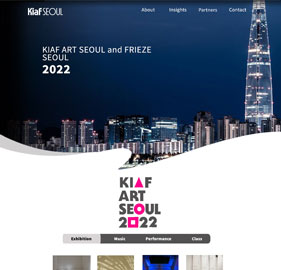 Kiaf SEOUL
About
Insights
Partners
Contact
KIAF ART SEOUL and FRIEZE
SEOUL
2022
KIAF
ART
SEOUL
2022
Exhibition
Music
Performance
Class